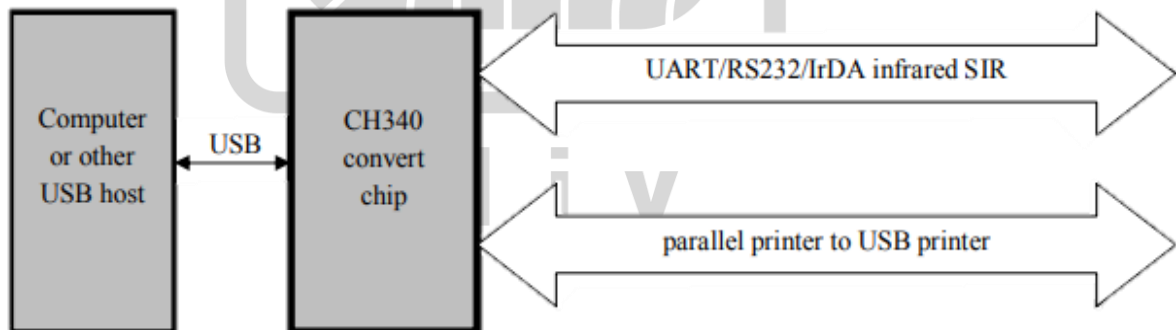 Computer
or other
USB host
USB
CH340
convert
chip
UART/RS232/IrDA infrared SIR
parallel printer to USB printer